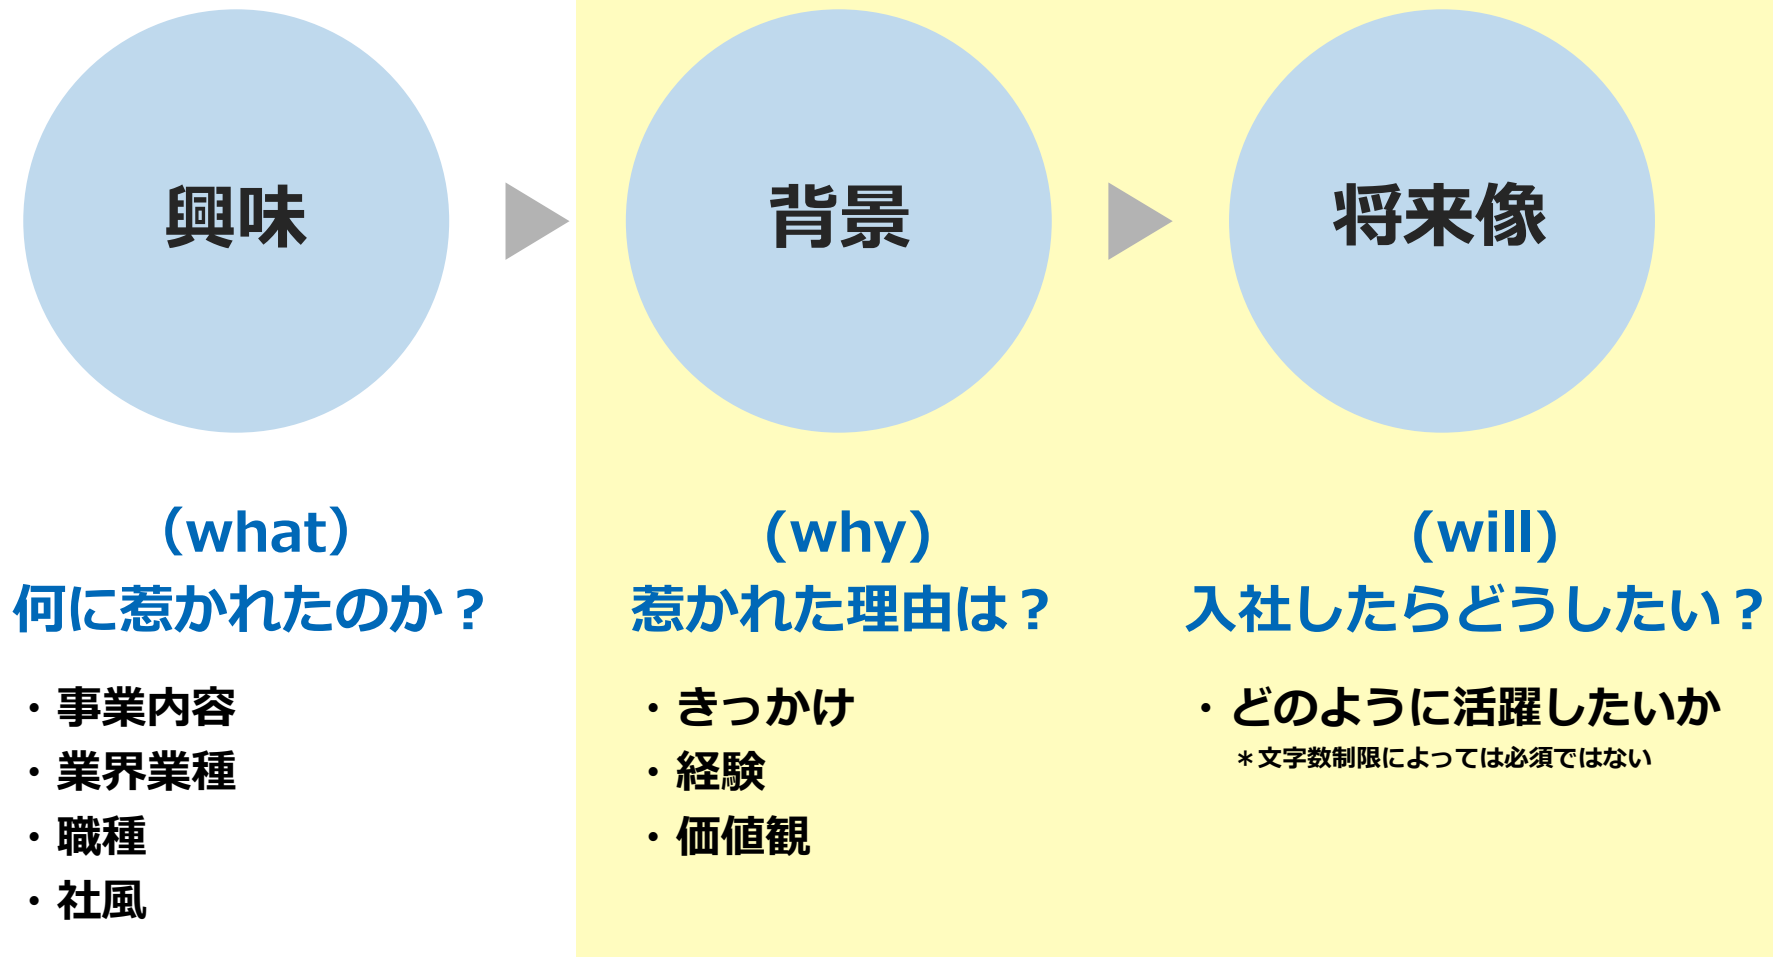 興味
(what)
何に惹かれたのか？
・事業内容
・業界業種
・職種
・社風
背景
(why)
惹かれた理由は？
・きっかけ
・経験
・価値観
将来像
(will)
入社したらどうしたい？
・どのように活躍したいか
＊文字数制限によっては必須ではない